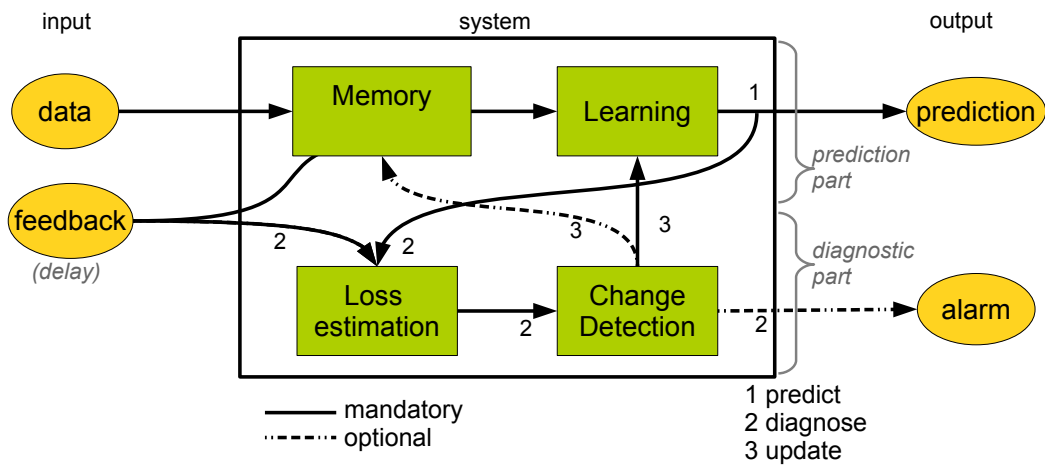 input
system
output
data
Memory
Learning
1
prediction
prediction
part
feedback
(delay)
2
2
3
3
diagnostic
part
Loss
estimation
2
Change
Detection
2
alarm
mandatory
optional
1 predict
2 diagnose
3 update